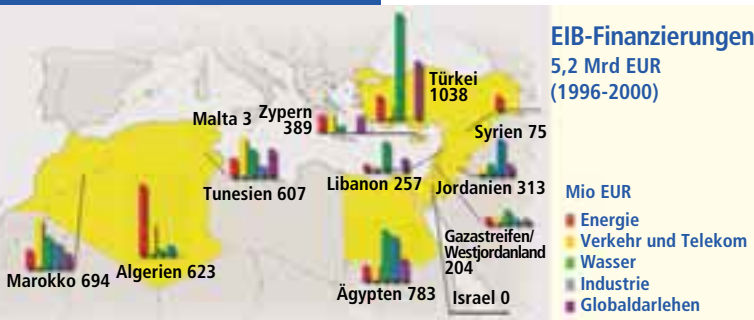 EIB-Finanzierungen
5,2 Mrd EUR
(1996-2000)
Türkei
1038
Malta 3
Zypern
389
Syrien 75
Tunesien 607
Libanon 257
Jordanien 313
Gazastreifen/
Westjordanland
204
Marokko 694
Algerien 623
Ägypten 783
Israel 0
Mio EUR
Energie
Verkehr und Telekom
Wasser
Industrie
Globaldarlehen